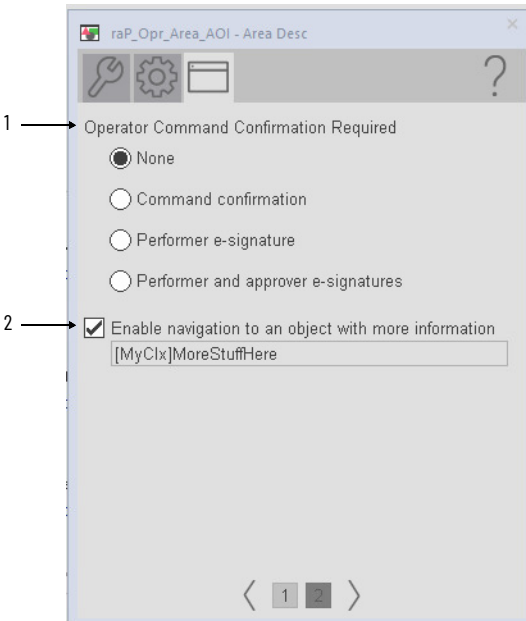 raP_Opr_Area_AOI - Area Desc
1
Operator Command Confirmation Required
None
Command confirmation
Performer e-signature
Performer and approver e-signatures
2
Enable navigation to an object with more information
[MyClx]MoreStuffHere
1 2